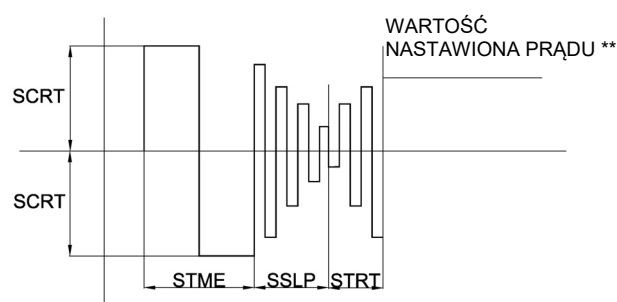 WARTOŚĆ
NASTAWIONA PRĄDU **
SCRT
SCRT
STME
SSLP
STRT